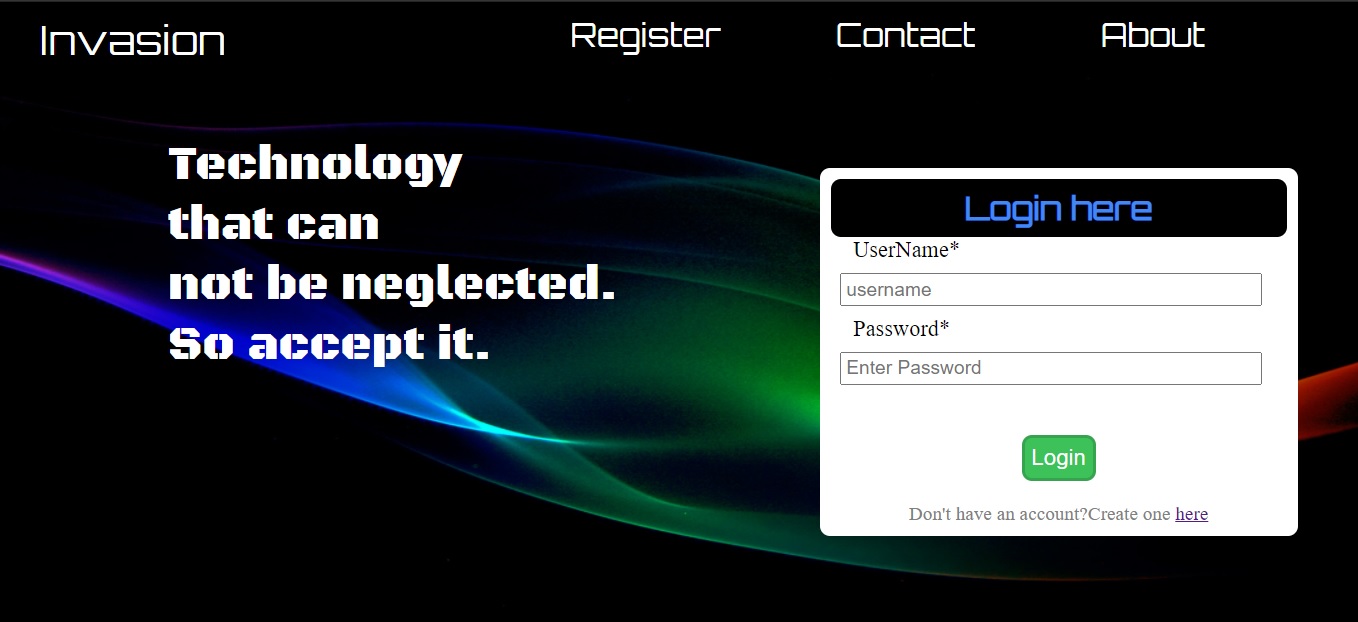 Invasion
Register
Contact
About
Technology
that can
not be neglected.
So accept it.
Login here
UserName*
username
Password*
Enter Password
Login
Don't have an account?Create one here